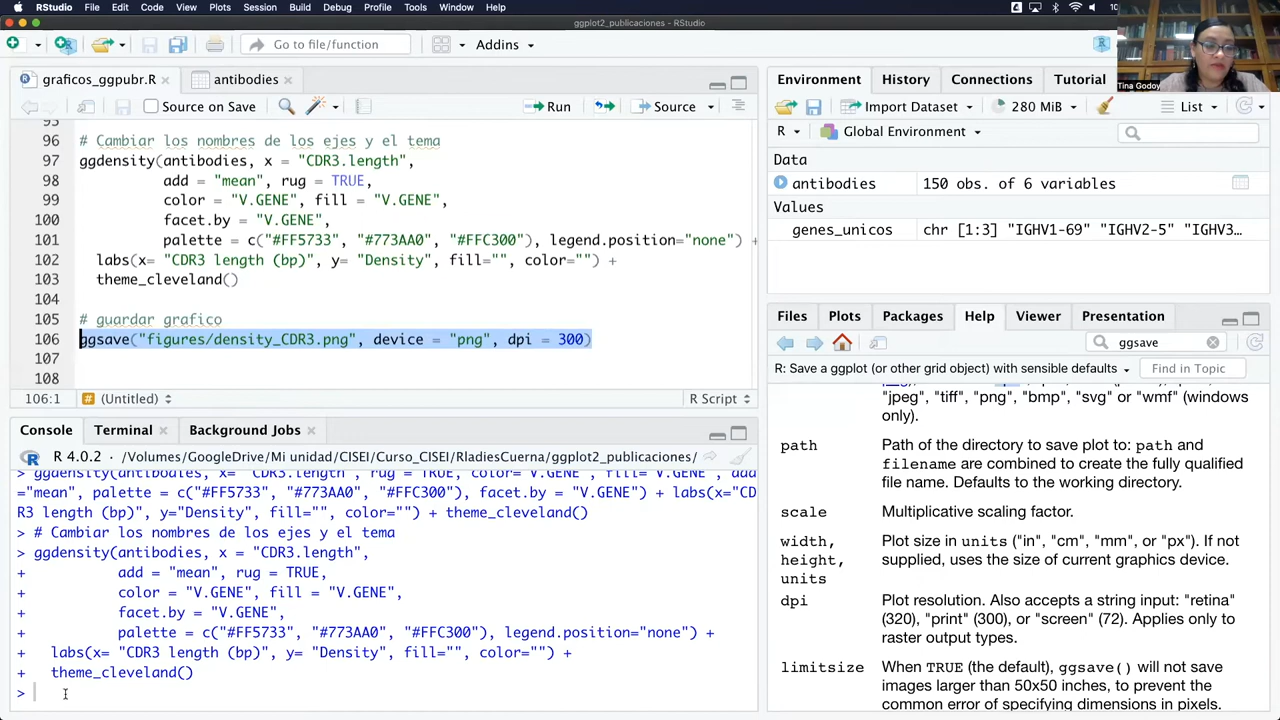 RStudio File Edit Code View Plots Session Build Debug Profile Tools Window Help
ggplot2_publicaciones - RStudio
Go to file/function Addins
Tina Godoy
graficos_ggpubr.R antibodies
Source on Save Run Source
95
96 # Cambiar los nombres de los ejes y el tema
97 ggdensity(antibodies, x = "CDR3.length",
98 add = "mean", rug = TRUE,
99 color = "V.GENE", fill = "V.GENE",
100 facet.by = "V.GENE",
101 palette = c("#FF5733", "#773AA0", "#FFC300"), legend.position="none") +
102 labs(x= "CDR3 length (bp)", y= "Density", fill="", color="") +
103 theme_cleveland()
104
105 # guardar grafico
106 ggsave("figures/density_CDR3.png", device = "png", dpi = 300)
107
108
106:1 # (Untitled) R Script
Console Terminal Background Jobs
R 4.0.2 · /Volumes/GoogleDrive/Mi unidad/CISEI/Curso_CISEI/RladiesCuerna/ggplot2_publicaciones/
ggdensity(antibodies, x= "CDR3.length", rug = TRUE, color= "V.GENE", fill= "V.GENE", add
="mean", palette = c("#FF5733", "#773AA0", "#FFC300"), facet.by = "V.GENE") + labs(x="CD
R3 length (bp)", y="Density", fill="", color="") + theme_cleveland()
> # Cambiar los nombres de los ejes y el tema
> ggdensity(antibodies, x = "CDR3.length",
+ add = "mean", rug = TRUE,
+ color = "V.GENE", fill = "V.GENE",
+ facet.by = "V.GENE",
+ palette = c("#FF5733", "#773AA0", "#FFC300"), legend.position="none") +
+ labs(x= "CDR3 length (bp)", y= "Density", fill="", color="") +
+ theme_cleveland()
>
Environment History Connections Tutorial
Import Dataset 280 MiB List
R Global Environment
Data
antibodies 150 obs. of 6 variables
Values
genes_unicos chr [1:3] "IGHV1-69" "IGHV2-5" "IGHV3…
Files Plots Packages Help Viewer Presentation
ggsave
R: Save a ggplot (or other grid object) with sensible defaults Find in Topic
"jpeg", "tiff", "png", "bmp", "svg" or "wmf" (windows
only).
path Path of the directory to save plot to: path and
filename are combined to create the fully qualified
file name. Defaults to the working directory.
scale Multiplicative scaling factor.
width, Plot size in units ("in", "cm", "mm", or "px"). If not
height, supplied, uses the size of current graphics device.
units
dpi Plot resolution. Also accepts a string input: "retina"
(320), "print" (300), or "screen" (72). Applies only to
raster output types.
limitsize When TRUE (the default), ggsave() will not save
images larger than 50x50 inches, to prevent the
common error of specifying dimensions in pixels.